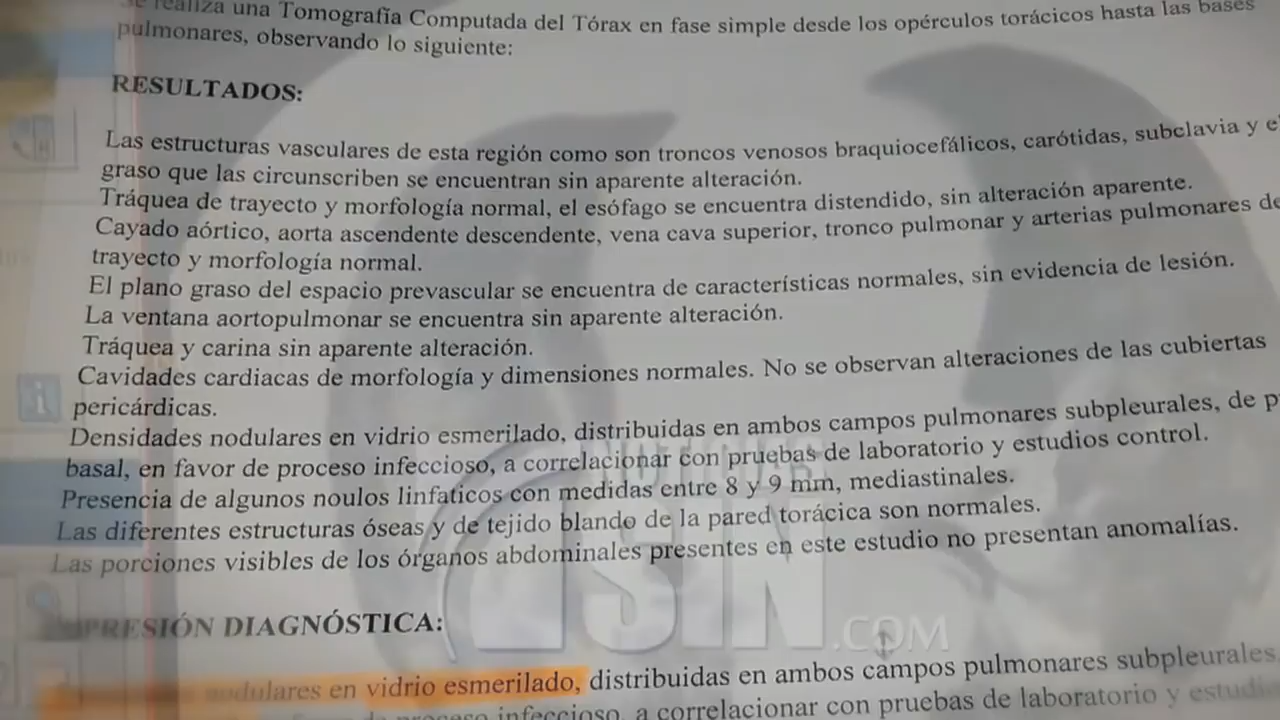 Se realiza una Tomografía Computada del Tórax en fase simple desde los opérculos torácicos hasta las bases
pulmonares, observando lo siguiente:
RESULTADOS:
Las estructuras vasculares de esta región como son troncos venosos braquiocefálicos, carótidas, subclavia y el
graso que las circunscriben se encuentran sin aparente alteración.
Tráquea de trayecto y morfología normal, el esófago se encuentra distendido, sin alteración aparente.
Cayado aórtico, aorta ascendente descendente, vena cava superior, tronco pulmonar y arterias pulmonares de
trayecto y morfología normal.
El plano graso del espacio prevascular se encuentra de características normales, sin evidencia de lesión.
La ventana aortopulmonar se encuentra sin aparente alteración.
Tráquea y carina sin aparente alteración.
Cavidades cardiacas de morfología y dimensiones normales. No se observan alteraciones de las cubiertas
pericárdicas.
Densidades nodulares en vidrio esmerilado, distribuidas en ambos campos pulmonares subpleurales, de p
basal, en favor de proceso infeccioso, a correlacionar con pruebas de laboratorio y estudios control.
Presencia de algunos noulos linfaticos con medidas entre 8 y 9 mm, mediastinales.
Las diferentes estructuras óseas y de tejido blando de la pared torácica son normales.
Las porciones visibles de los órganos abdominales presentes en este estudio no presentan anomalías.
PRESIÓN DIAGNÓSTICA:
nodulares en vidrio esmerilado, distribuidas en ambos campos pulmonares subpleurales,
de proceso infeccioso, a correlacionar con pruebas de laboratorio y estudi
NOTICIAS
SIN
.COM